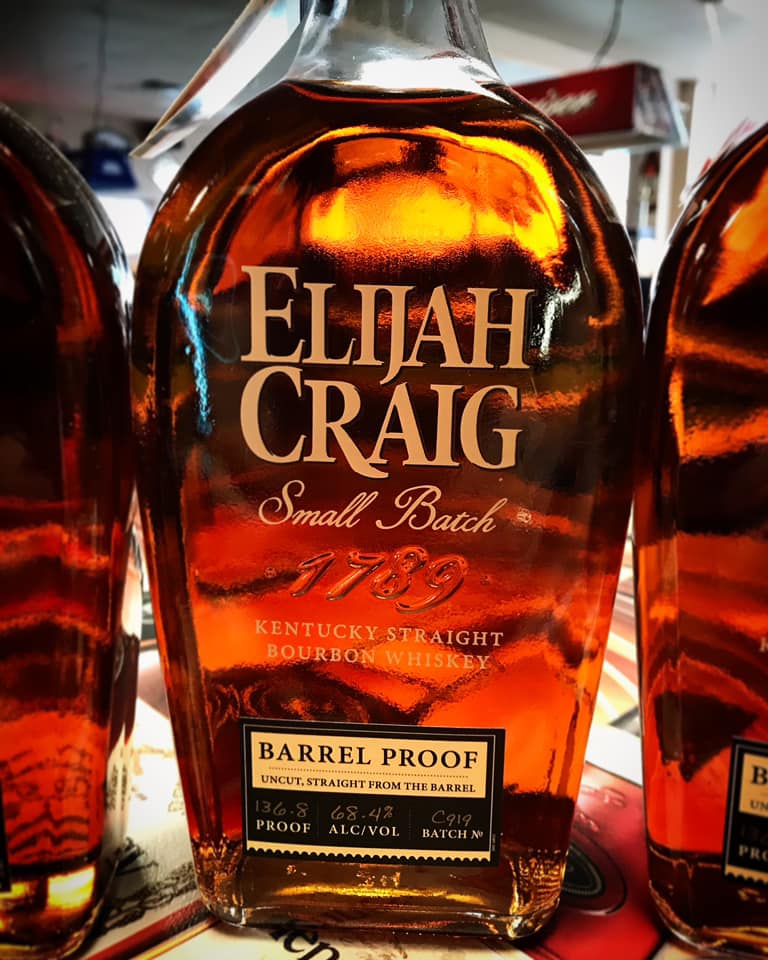 ELIJAH
CRAIG
Small Batch
1789
KENTUCKY STRAIGHT
BOURBON WHISKEY
BARREL PROOF
UNCUT, STRAIGHT FROM THE BARREL
136.8 68.4% C919
PROOF ALC/VOL BATCH Nº